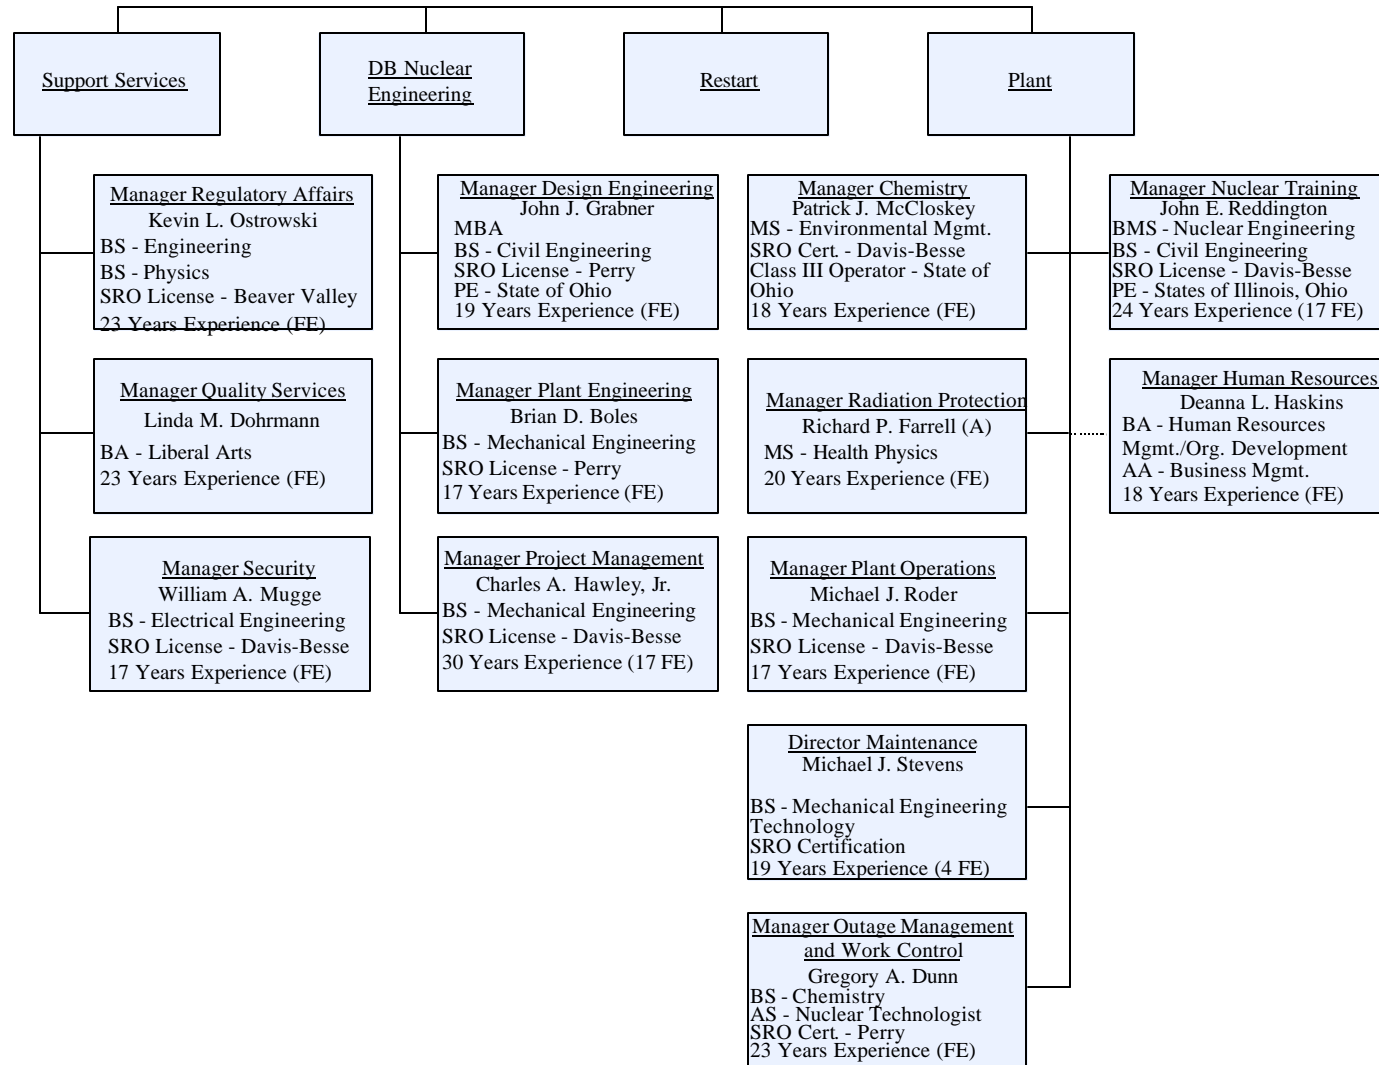 Support Services
DB Nuclear
Engineering
Restart
Plant
Manager Regulatory Affairs
Kevin L. Ostrowski
BS - Engineering
BS - Physics
SRO License - Beaver Valley
23 Years Experience (FE)
Manager Quality Services
Linda M. Dohrmann
BA - Liberal Arts
23 Years Experience (FE)
Manager Security
William A. Mugge
BS - Electrical Engineering
SRO License - Davis-Besse
17 Years Experience (FE)
Manager Design Engineering
John J. Grabner
MBA
BS - Civil Engineering
SRO License - Perry
PE - State of Ohio
19 Years Experience (FE)
Manager Plant Engineering
Brian D. Boles
BS - Mechanical Engineering
SRO License - Perry
17 Years Experience (FE)
Manager Project Management
Charles A. Hawley, Jr.
BS - Mechanical Engineering
SRO License - Davis-Besse
30 Years Experience (17 FE)
Manager Chemistry
Patrick J. McCloskey
MS - Environmental Mgmt.
SRO Cert. - Davis-Besse
Class III Operator - State of
Ohio
18 Years Experience (FE)
Manager Radiation Protection
Richard P. Farrell (A)
MS - Health Physics
20 Years Experience (FE)
Manager Plant Operations
Michael J. Roder
BS - Mechanical Engineering
SRO License - Davis-Besse
17 Years Experience (FE)
Director Maintenance
Michael J. Stevens
BS - Mechanical Engineering
Technology
SRO Certification
19 Years Experience (4 FE)
Manager Outage Management
and Work Control
Gregory A. Dunn
BS - Chemistry
AS - Nuclear Technologist
SRO Cert. - Perry
23 Years Experience (FE)
Manager Nuclear Training
John E. Reddington
BMS - Nuclear Engineering
BS - Civil Engineering
SRO License - Davis-Besse
PE - States of Illinois, Ohio
24 Years Experience (17 FE)
Manager Human Resources
Deanna L. Haskins
BA - Human Resources
Mgmt./Org. Development
AA - Business Mgmt.
18 Years Experience (FE)